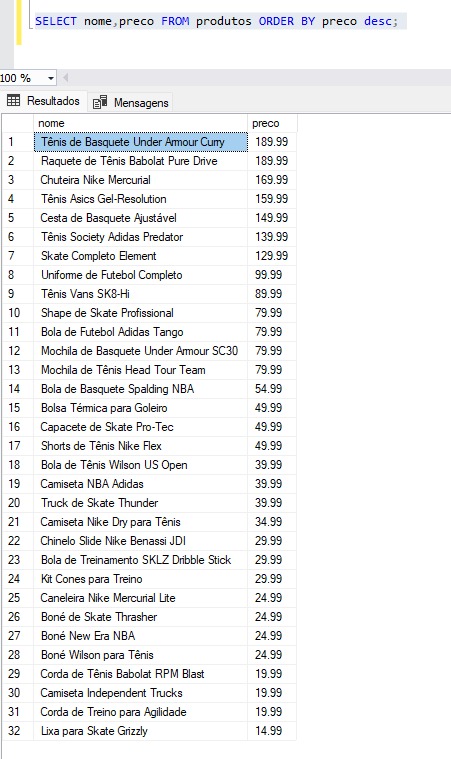 SELECT nome,preco FROM produtos ORDER BY preco desc;
100 %
Resultados Mensagens
nome preco
1 Tênis de Basquete Under Armour Curry 189.99
2 Raquete de Tênis Babolat Pure Drive 189.99
3 Chuteira Nike Mercurial 169.99
4 Tênis Asics Gel-Resolution 159.99
5 Cesta de Basquete Ajustável 149.99
6 Tênis Society Adidas Predator 139.99
7 Skate Completo Element 129.99
8 Uniforme de Futebol Completo 99.99
9 Tênis Vans SK8-Hi 89.99
10 Shape de Skate Profissional 79.99
11 Bola de Futebol Adidas Tango 79.99
12 Mochila de Basquete Under Armour SC30 79.99
13 Mochila de Tênis Head Tour Team 79.99
14 Bola de Basquete Spalding NBA 54.99
15 Bolsa Térmica para Goleiro 49.99
16 Capacete de Skate Pro-Tec 49.99
17 Shorts de Tênis Nike Flex 49.99
18 Bola de Tênis Wilson US Open 39.99
19 Camiseta NBA Adidas 39.99
20 Truck de Skate Thunder 39.99
21 Camiseta Nike Dry para Tênis 34.99
22 Chinelo Slide Nike Benassi JDI 29.99
23 Bola de Treinamento SKLZ Dribble Stick 29.99
24 Kit Cones para Treino 29.99
25 Caneleira Nike Mercurial Lite 24.99
26 Boné de Skate Thrasher 24.99
27 Boné New Era NBA 24.99
28 Boné Wilson para Tênis 24.99
29 Corda de Tênis Babolat RPM Blast 19.99
30 Camiseta Independent Trucks 19.99
31 Corda de Treino para Agilidade 19.99
32 Lixa para Skate Grizzly 14.99